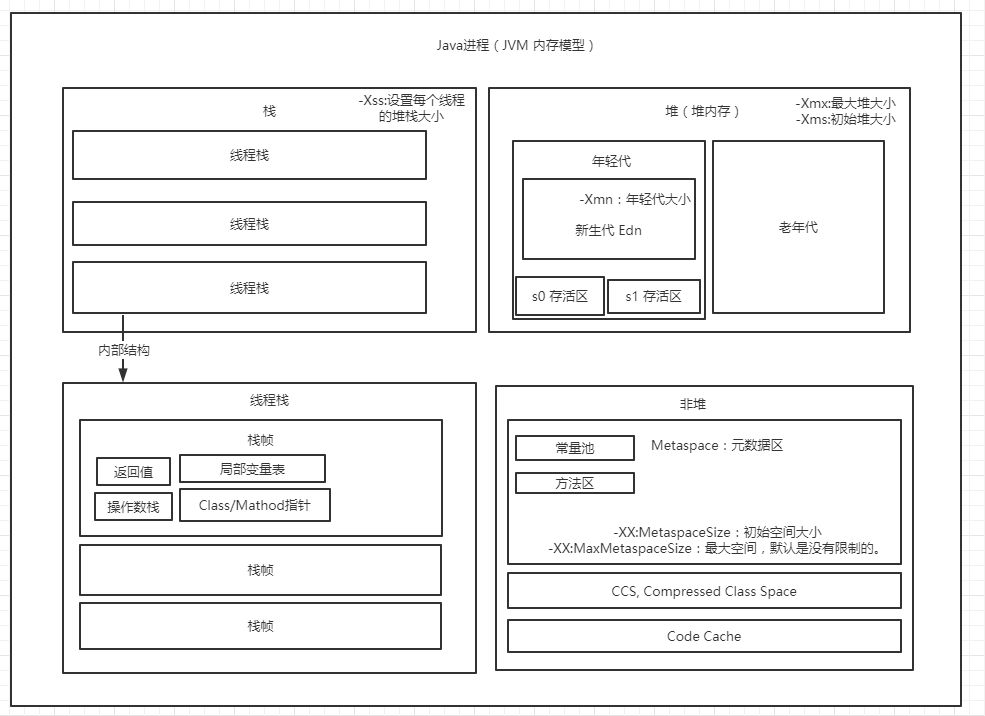 Java进程（JVM 内存模型）
栈
-Xss:设置每个线程
的堆栈大小
线程栈
线程栈
线程栈
内部结构
堆（堆内存）
-Xmx:最大堆大小
-Xms:初始堆大小
年轻代
-Xmn：年轻代大小
新生代 Edn
s0 存活区
s1 存活区
老年代
线程栈
栈帧
返回值
局部变量表
操作数栈
Class/Mathod指针
栈帧
栈帧
非堆
常量池
Metaspace：元数据区
方法区
-XX:MetaspaceSize：初始空间大小
-XX:MaxMetaspaceSize：最大空间，默认是没有限制的。
CCS, Compressed Class Space
Code Cache